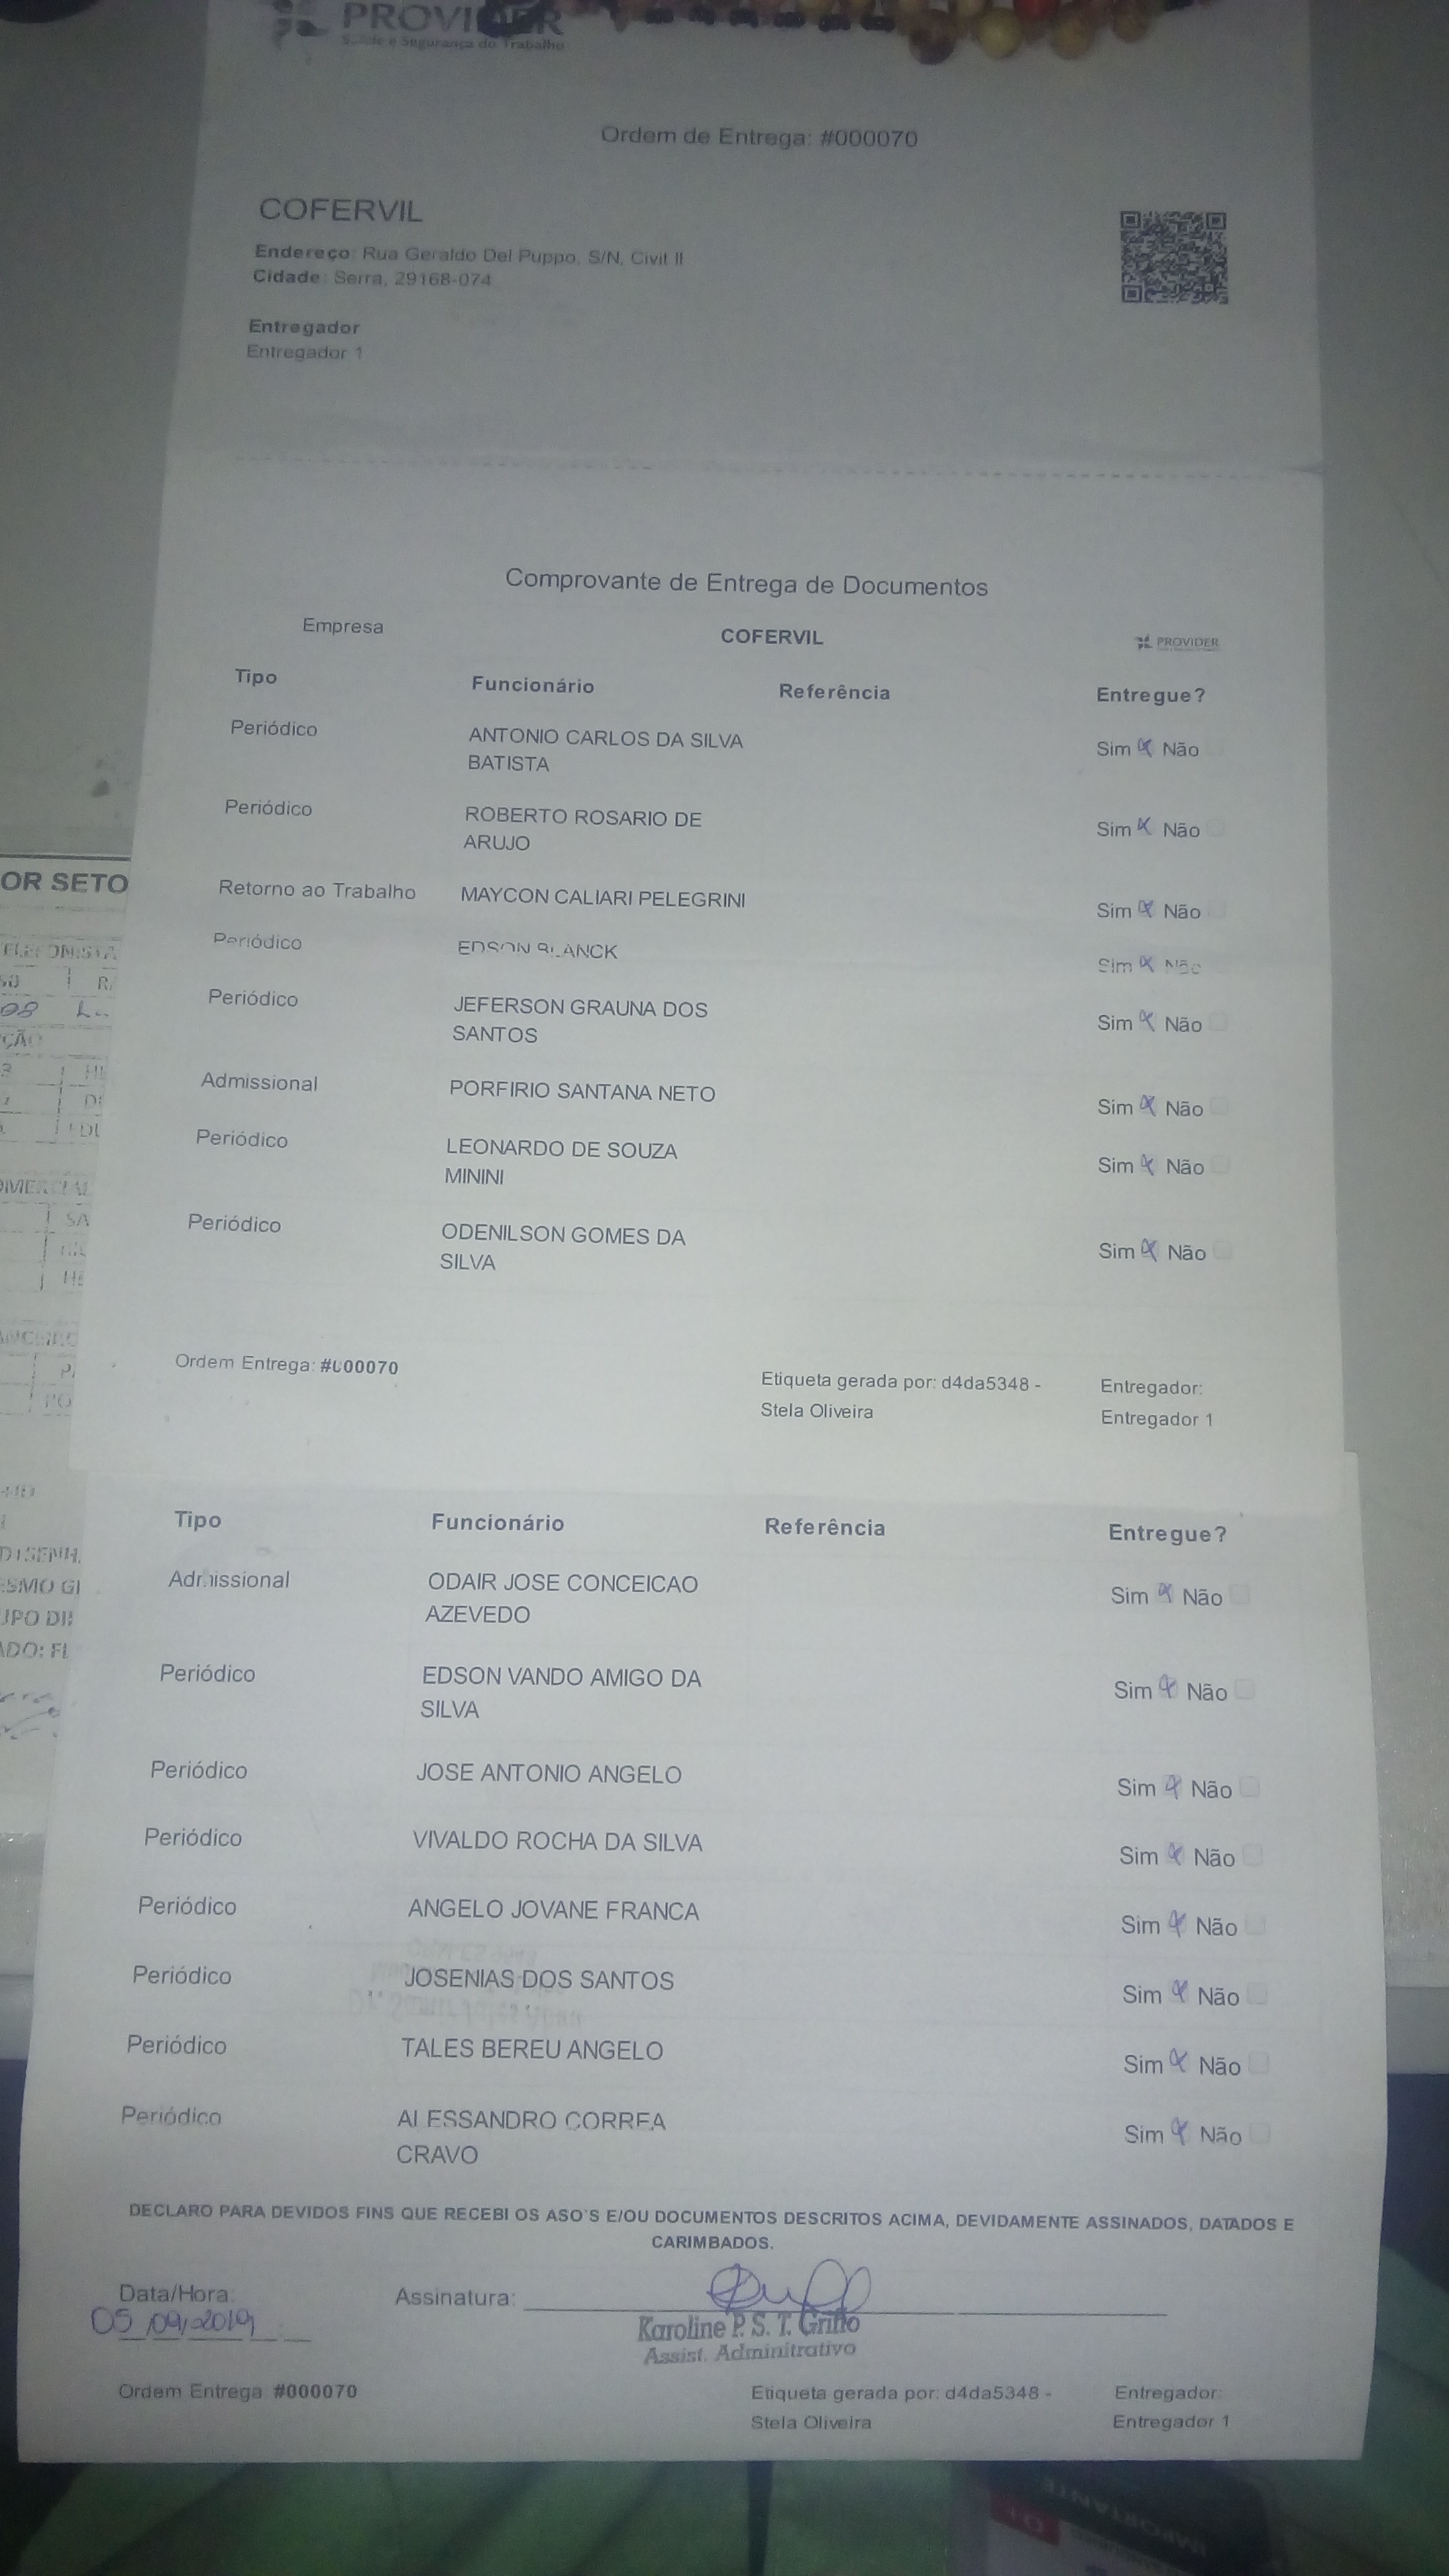 PROVIDER
Saúde e Segurança do Trabalho
Ordem de Entrega: #000070
COFERVIL
Endereço: Rua Geraldo Del Puppo, S/N, Civit II
Cidade: Serra, 29168-074
Entregador
Entregador 1
Comprovante de Entrega de Documentos
Empresa COFERVIL PROVIDER
Tipo Funcionário Referência Entregue?
Periódico ANTONIO CARLOS DA SILVA Sim Não
BATISTA
Periódico ROBERTO ROSARIO DE Sim Não
ARUJO
Retorno ao Trabalho MAYCON CALIARI PELEGRINI Sim Não
Periódico EDSON BLANCK Sim Não
Periódico JEFERSON GRAUNA DOS Sim Não
SANTOS
Admissional PORFIRIO SANTANA NETO Sim Não
Periódico LEONARDO DE SOUZA Sim Não
MININI
Periódico ODENILSON GOMES DA Sim Não
SILVA
Ordem Entrega: #000070 Etiqueta gerada por: d4da5348 - Entregador:
Stela Oliveira Entregador 1
Tipo Funcionário Referência Entregue?
Admissional ODAIR JOSE CONCEICAO Sim Não
AZEVEDO
Periódico EDSON VANDO AMIGO DA Sim Não
SILVA
Periódico JOSE ANTONIO ANGELO Sim Não
Periódico VIVALDO ROCHA DA SILVA Sim Não
Periódico ANGELO JOVANE FRANCA Sim Não
Periódico JOSENIAS DOS SANTOS Sim Não
Periódico TALES BEREU ANGELO Sim Não
Periódico ALESSANDRO CORREA Sim Não
CRAVO
DECLARO PARA DEVIDOS FINS QUE RECEBI OS ASO'S E/OU DOCUMENTOS DESCRITOS ACIMA, DEVIDAMENTE ASSINADOS, DATADOS E
CARIMBADOS.
Data/Hora: Assinatura:
05/09/2019
Karoline P. S. T. Griffo
Assist. Adminitrativo
Ordem Entrega: #000070 Etiqueta gerada por: d4da5348 - Entregador:
Stela Oliveira Entregador 1
OR SETO
IMPORTANTE